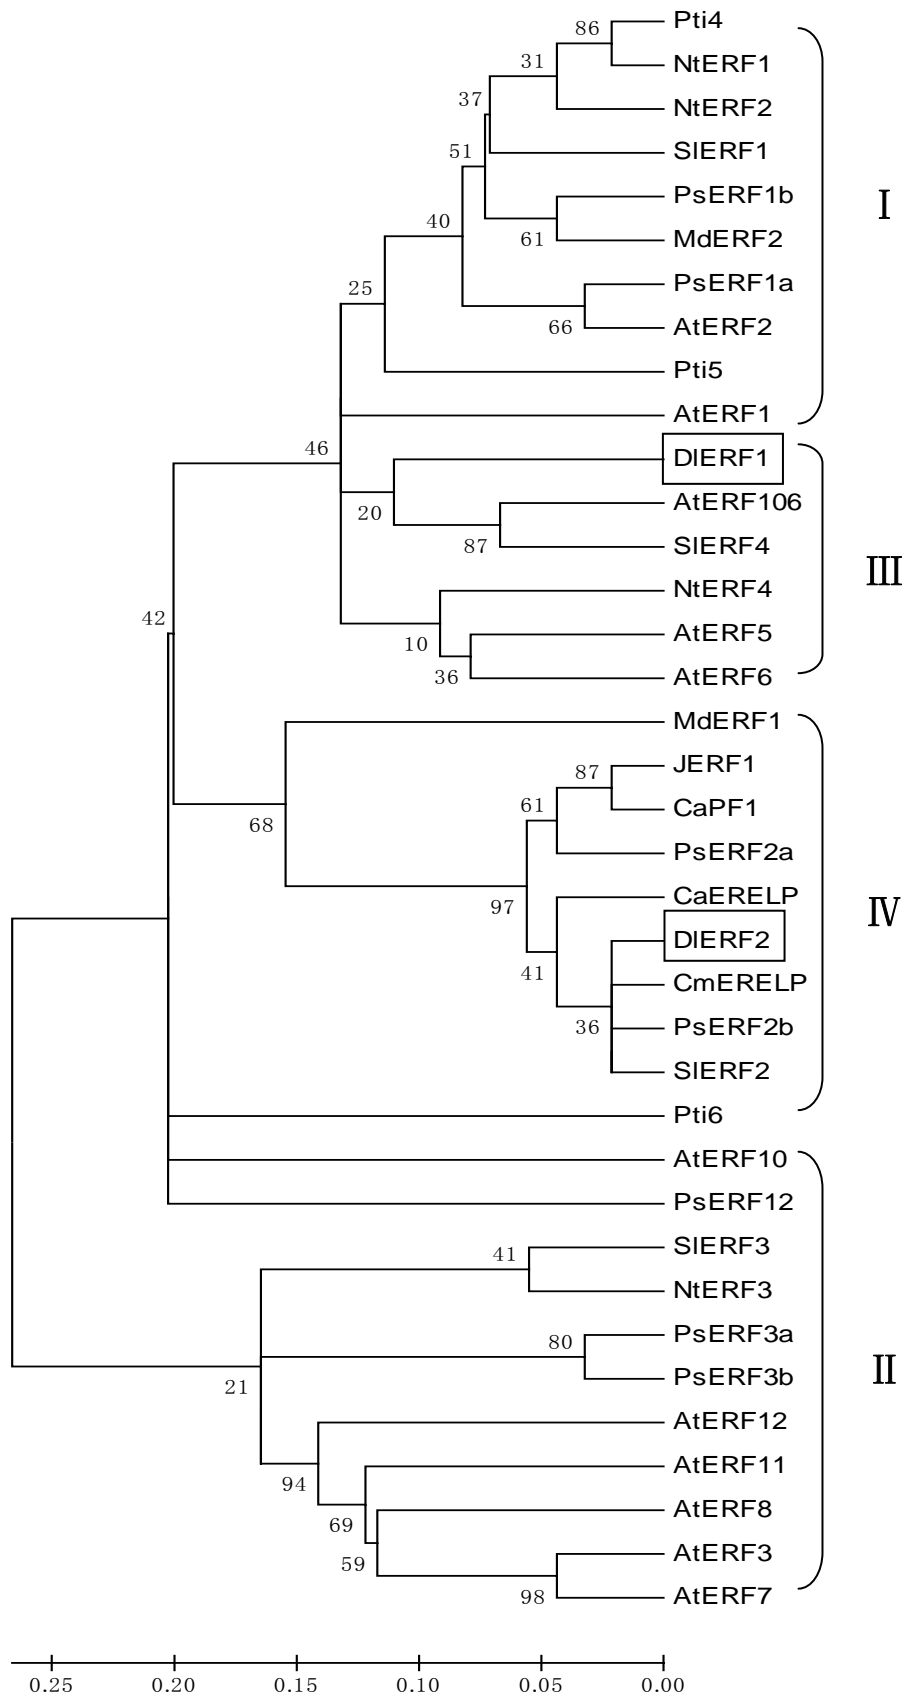 Pti4
86
NtERF1
31
37
NtERF2
51
SlERF1
PsERF1b
I
40
61
MdERF2
25
PsERF1a
66
AtERF2
Pti5
AtERF1
46
DlERF1
20
AtERF106
87
SlERF4
III
NtERF4
42
10
AtERF5
36
AtERF6
MdERF1
87
JERF1
61
CaPF1
68
PsERF2a
97
CaERELP
IV
DlERF2
41
CmERELP
36
PsERF2b
SlERF2
Pti6
AtERF10
PsERF12
41
SlERF3
NtERF3
80
PsERF3a
21
PsERF3b
II
AtERF12
94
AtERF11
69
AtERF8
59
AtERF3
98
AtERF7
0.25 0.20 0.15 0.10 0.05 0.00